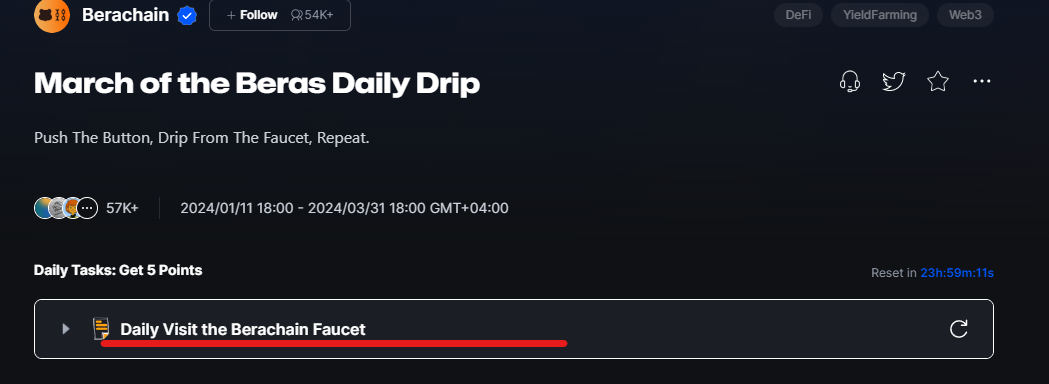 Berachain + Follow 54K+ DeFi YieldFarming Web3
March of the Beras Daily Drip
Push The Button, Drip From The Faucet, Repeat.
57K+ 2024/01/11 18:00 - 2024/03/31 18:00 GMT+04:00
Daily Tasks: Get 5 Points Reset in 23h:59m:11s
Daily Visit the Berachain Faucet